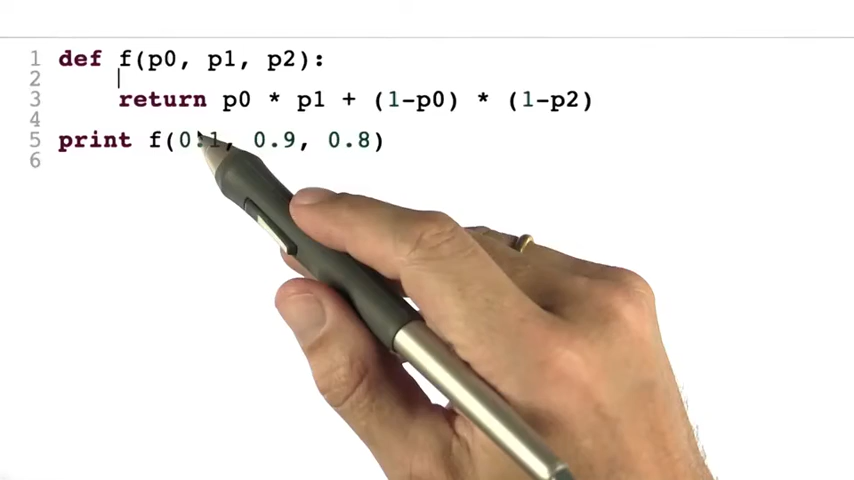 1 def f(p0, p1, p2):
2
3 return p0 * p1 + (1-p0) * (1-p2)
4
5 print f(0.1, 0.9, 0.8)
6